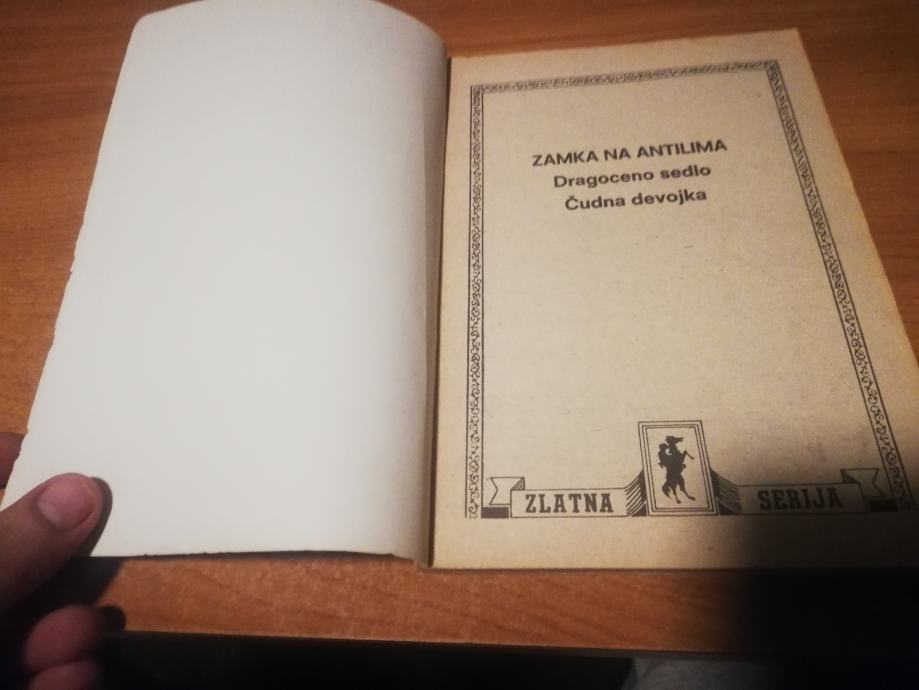 ZAMKA NA ANTILIMA
Dragoceno sedlo
Čudna devojka
ZLATNA SERIJA